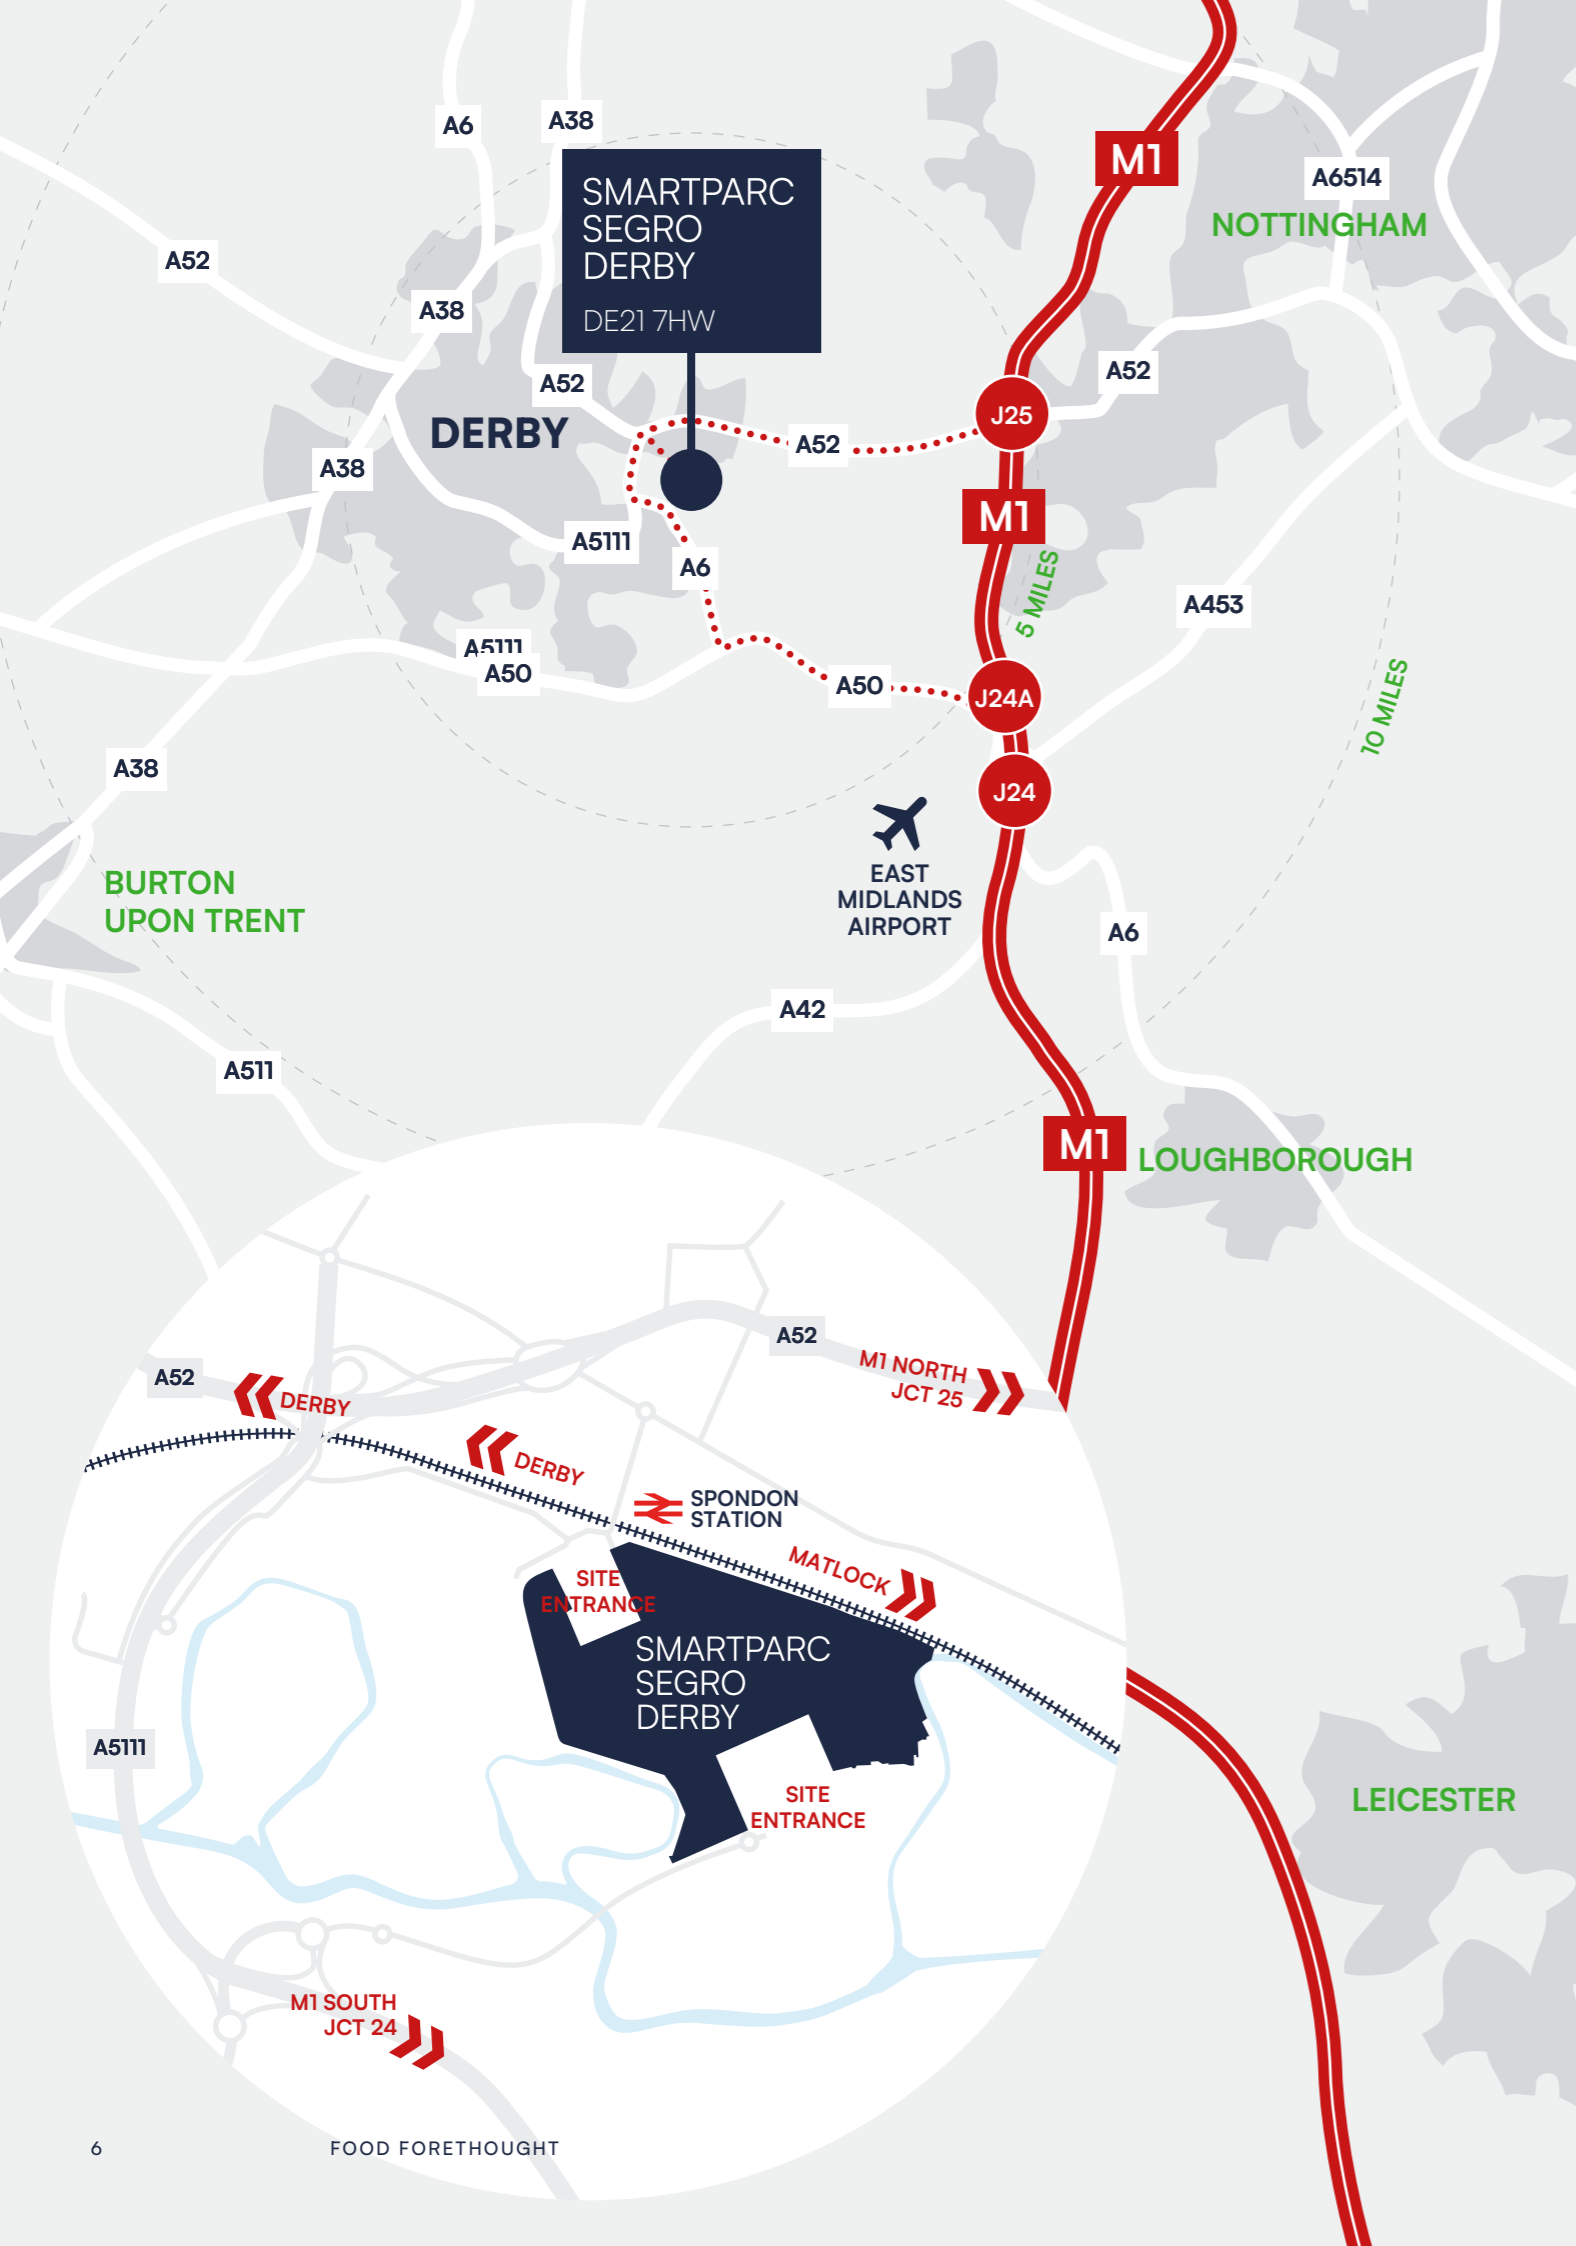 A6
A38
M1
A6514
SMARTPARC
SEGRO
DERBY
DE21 7HW
NOTTINGHAM
A52
A38
A52
A52
J25
DERBY
A52
A38
M1
A5111
A6
5 MILES
A453
A5111
A50
A50
J24A
10 MILES
A38
J24
EAST
MIDLANDS
AIRPORT
BURTON
UPON TRENT
A6
A42
A511
M1
LOUGHBOROUGH
A52
M1 NORTH
JCT 25
A52
DERBY
DERBY
SPONDON
STATION
MATLOCK
SITE
ENTRANCE
SMARTPARC
SEGRO
DERBY
A5111
SITE
ENTRANCE
LEICESTER
M1 SOUTH
JCT 24
6
FOOD FORETHOUGHT